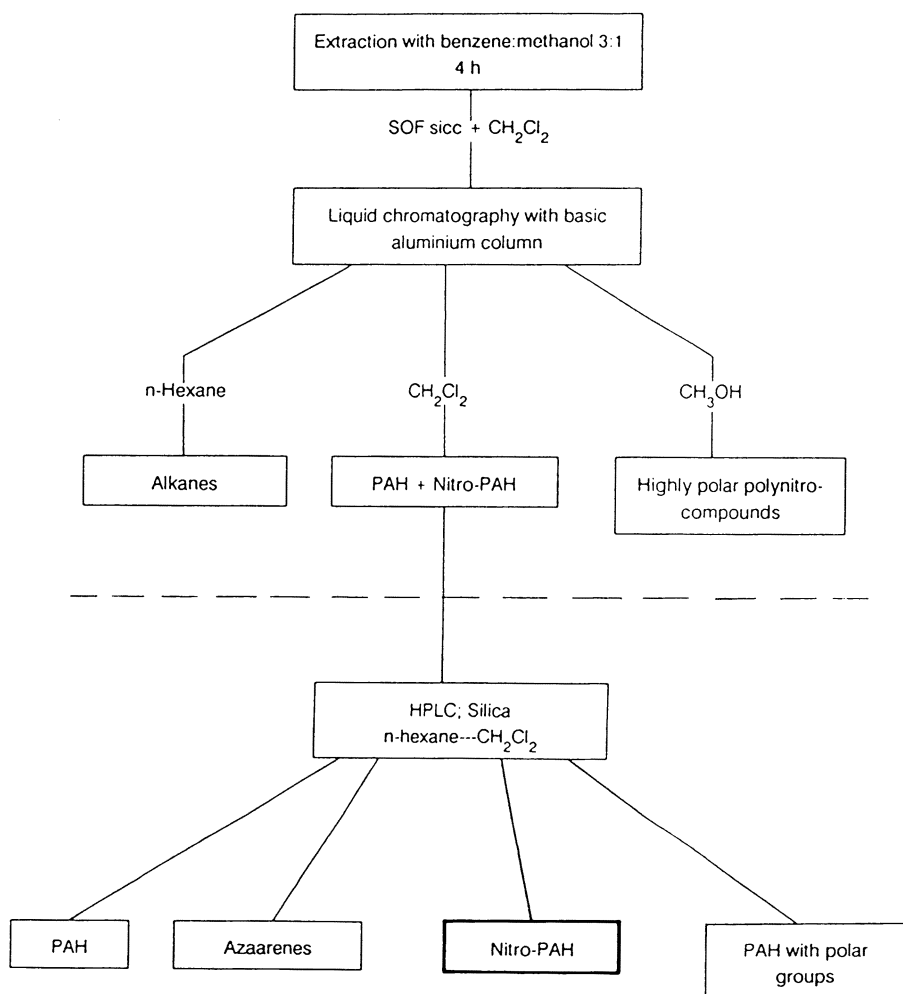 Extraction with benzene:methanol 3:1
4 h
SOF sicc + CH₂Cl₂
Liquid chromatography with basic
aluminium column
n-Hexane
CH₂Cl₂
CH₃OH
Alkanes
PAH + Nitro-PAH
Highly polar polynitro-
compounds
HPLC; Silica
n-hexane---CH₂Cl₂
PAH
Azaarenes
Nitro-PAH
PAH with polar
groups